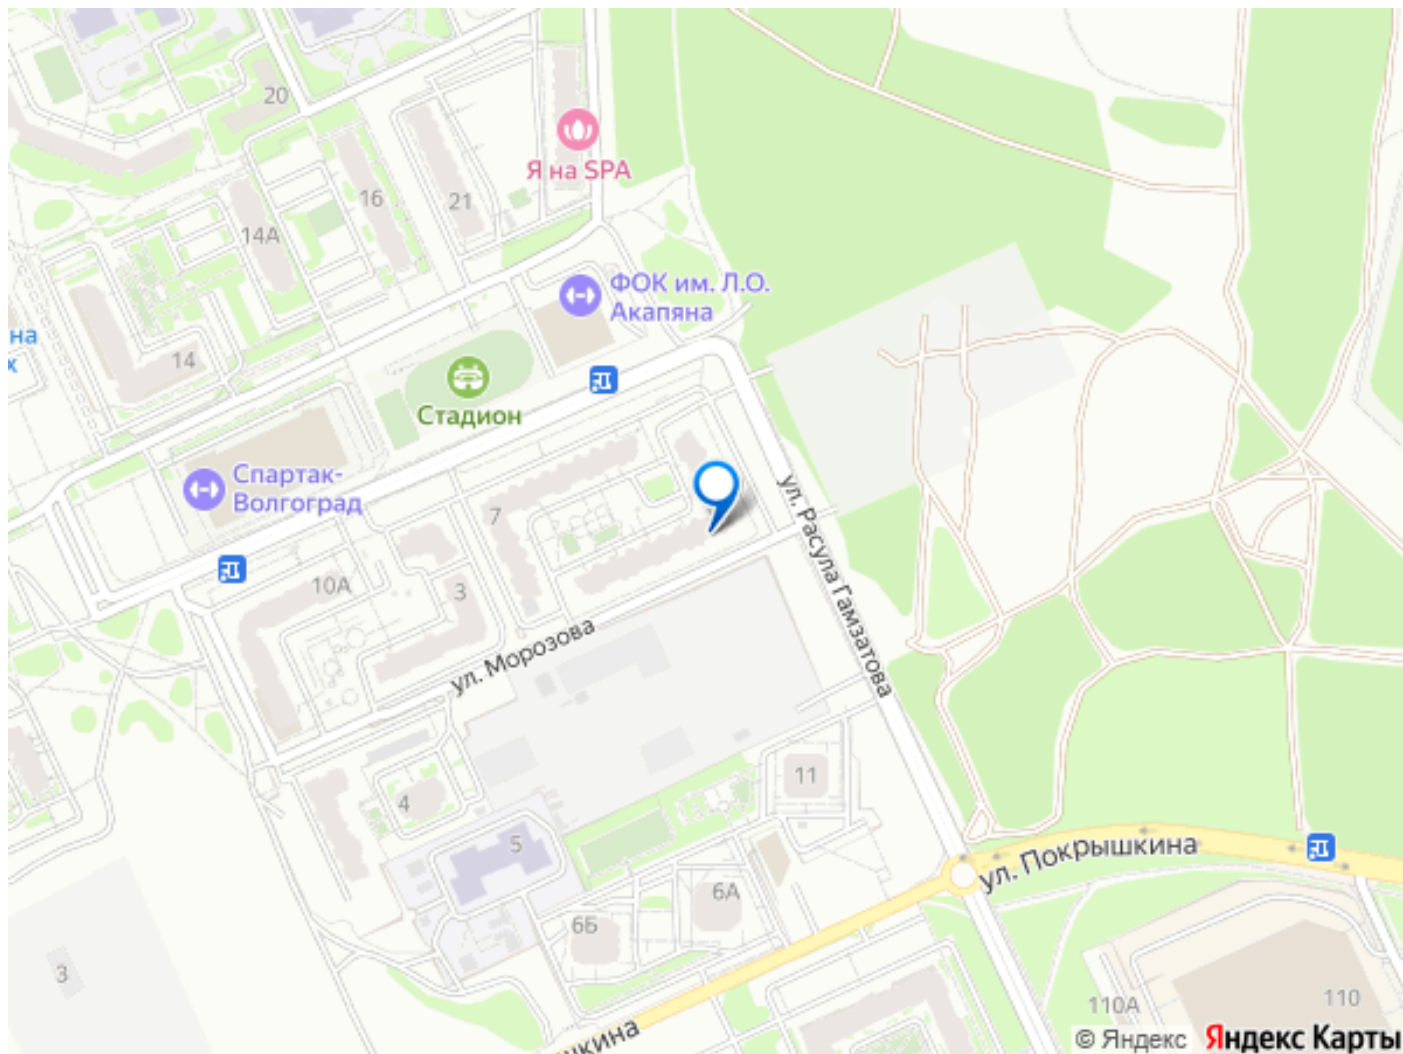 20
Я на SPA
16
21
14А
ФОК им. Л.О.
Акапяна
на
х
14
Стадион
Спартак-
Волгоград
7
ул. Расула Гамзатова
10А
3
ул. Морозова
11
4
5
ул. Покрышкина
6А
6Б
3
110А
110
шкина
© Яндекс
Яндекс Карты